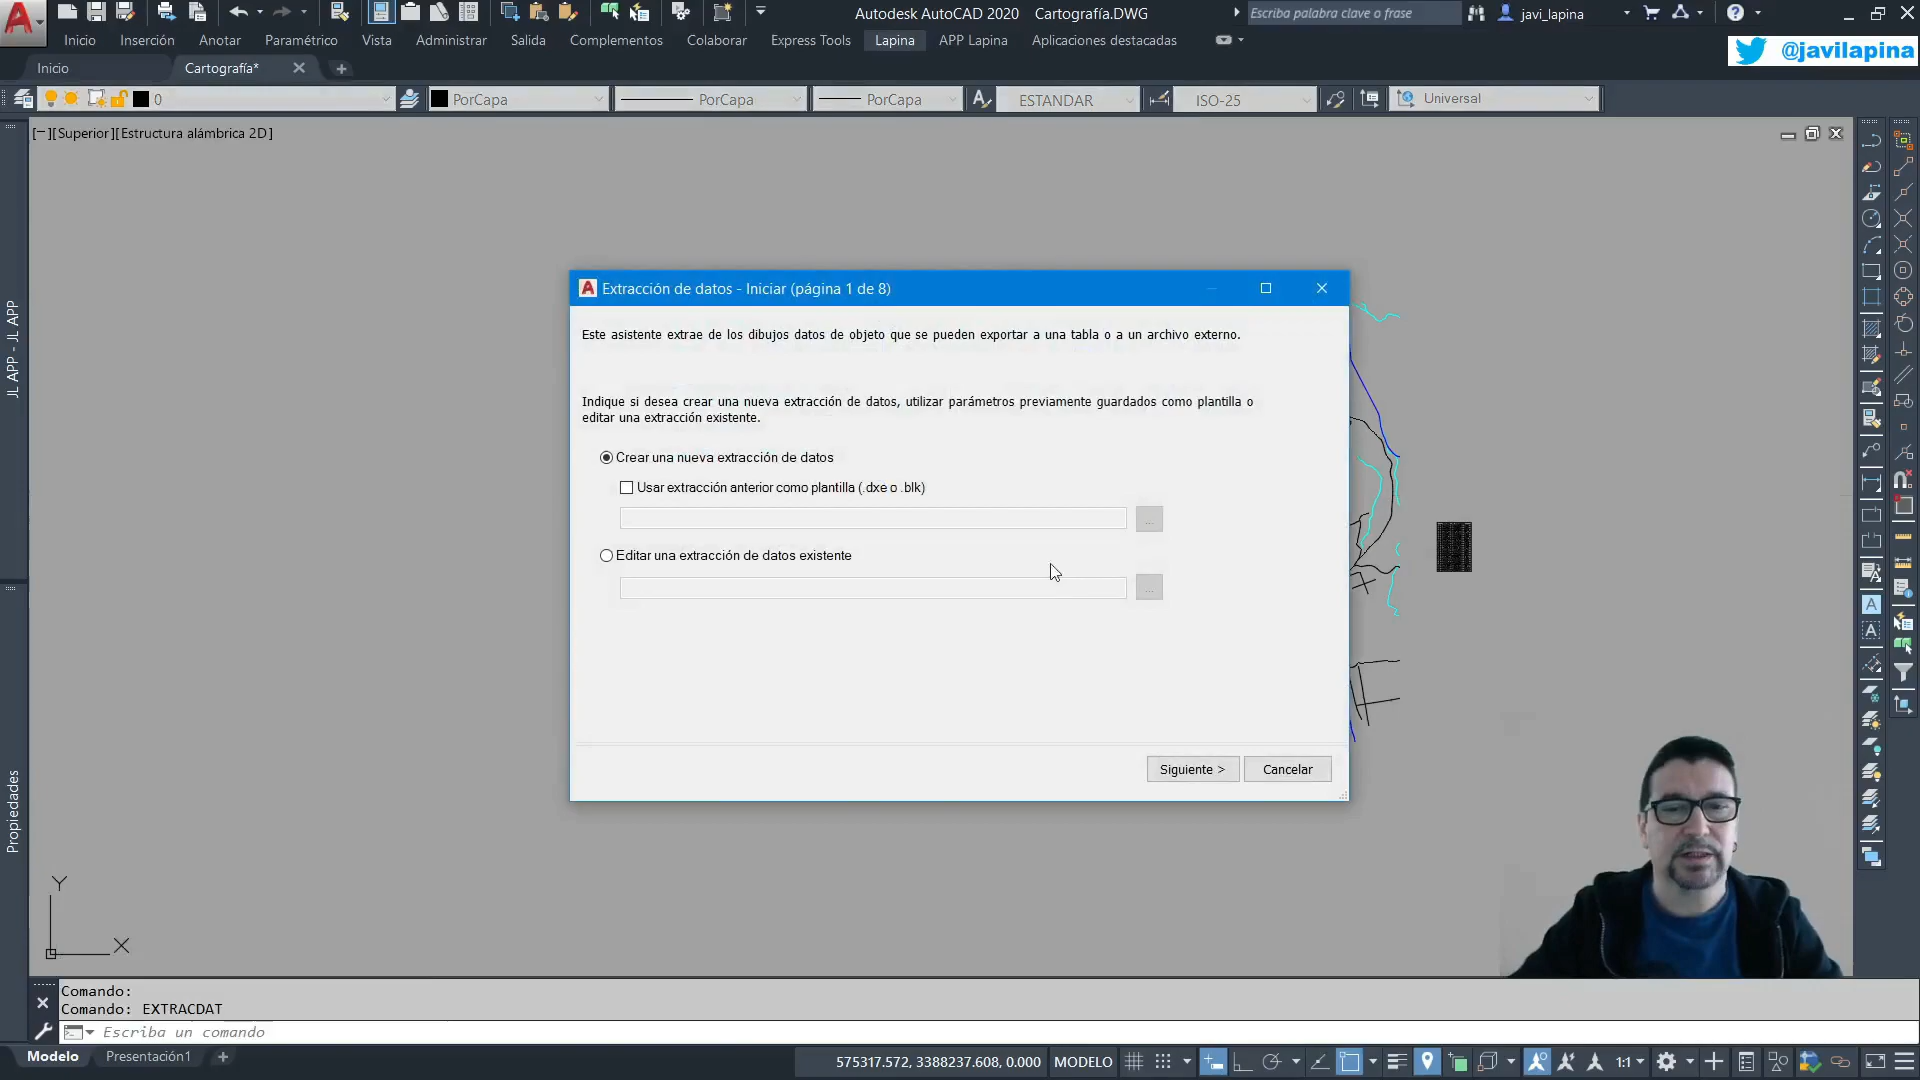 Autodesk AutoCAD 2020 Cartografía.DWG
Escriba palabra clave o frase
javi_lapina
Inicio Inserción Anotar Paramétrico Vista Administrar Salida Complementos Colaborar Express Tools Lapina APP Lapina Aplicaciones destacadas
@javilapina
Inicio Cartografía*
0 PorCapa PorCapa PorCapa ESTANDAR ISO-25 Universal
[−][Superior][Estructura alámbrica 2D]
JL APP - JL APP
Propiedades
Extracción de datos - Iniciar (página 1 de 8)
Este asistente extrae de los dibujos datos de objeto que se pueden exportar a una tabla o a un archivo externo.
Indique si desea crear una nueva extracción de datos, utilizar parámetros previamente guardados como plantilla o
editar una extracción existente.
Crear una nueva extracción de datos
Usar extracción anterior como plantilla (.dxe o .blk)
...
Editar una extracción de datos existente
...
Siguiente > Cancelar
Y
X
Comando:
Comando: EXTRACDAT
Escriba un comando
Modelo Presentación1
575317.572, 3388237.608, 0.000 MODELO 1:1